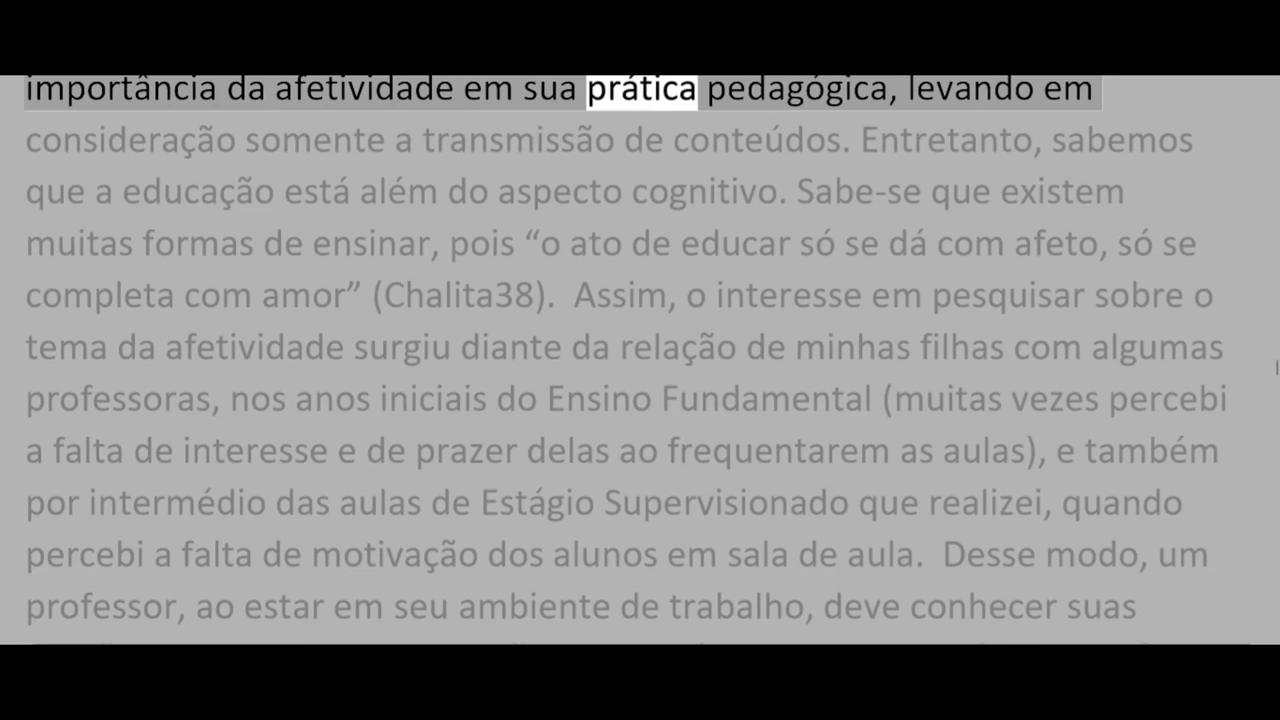 importância da afetividade em sua prática pedagógica, levando em
consideração somente a transmissão de conteúdos. Entretanto, sabemos
que a educação está além do aspecto cognitivo. Sabe-se que existem
muitas formas de ensinar, pois “o ato de educar só se dá com afeto, só se
completa com amor” (Chalita38).  Assim, o interesse em pesquisar sobre o
tema da afetividade surgiu diante da relação de minhas filhas com algumas
professoras, nos anos iniciais do Ensino Fundamental (muitas vezes percebi
a falta de interesse e de prazer delas ao frequentarem as aulas), e também
por intermédio das aulas de Estágio Supervisionado que realizei, quando
percebi a falta de motivação dos alunos em sala de aula.  Desse modo, um
professor, ao estar em seu ambiente de trabalho, deve conhecer suas